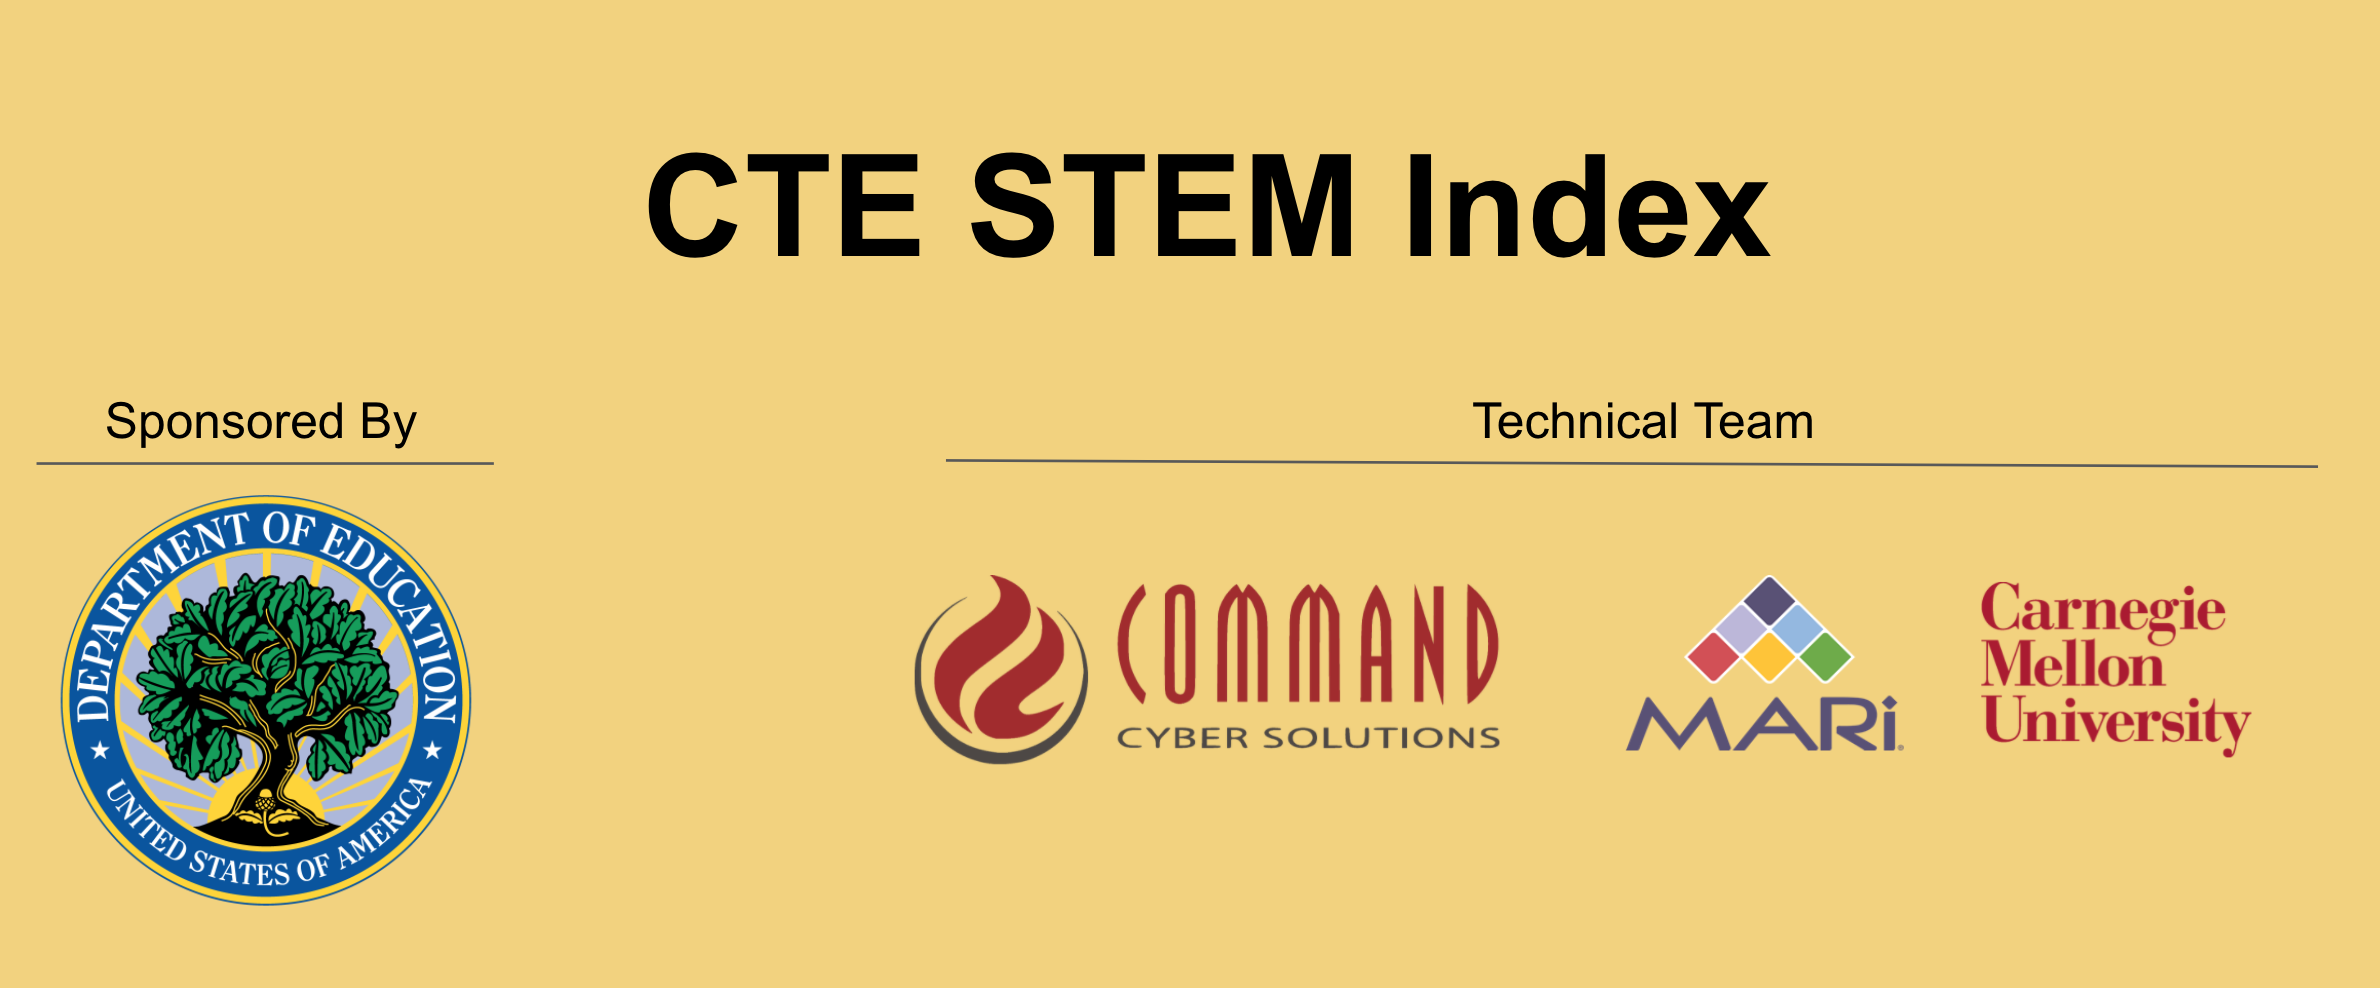 CTE STEM Index
Sponsored By
DEPARTMENT OF EDUCATION
★ UNITED STATES OF AMERICA ★
Technical Team
COMMAND
CYBER SOLUTIONS
MARi®
Carnegie
Mellon
University